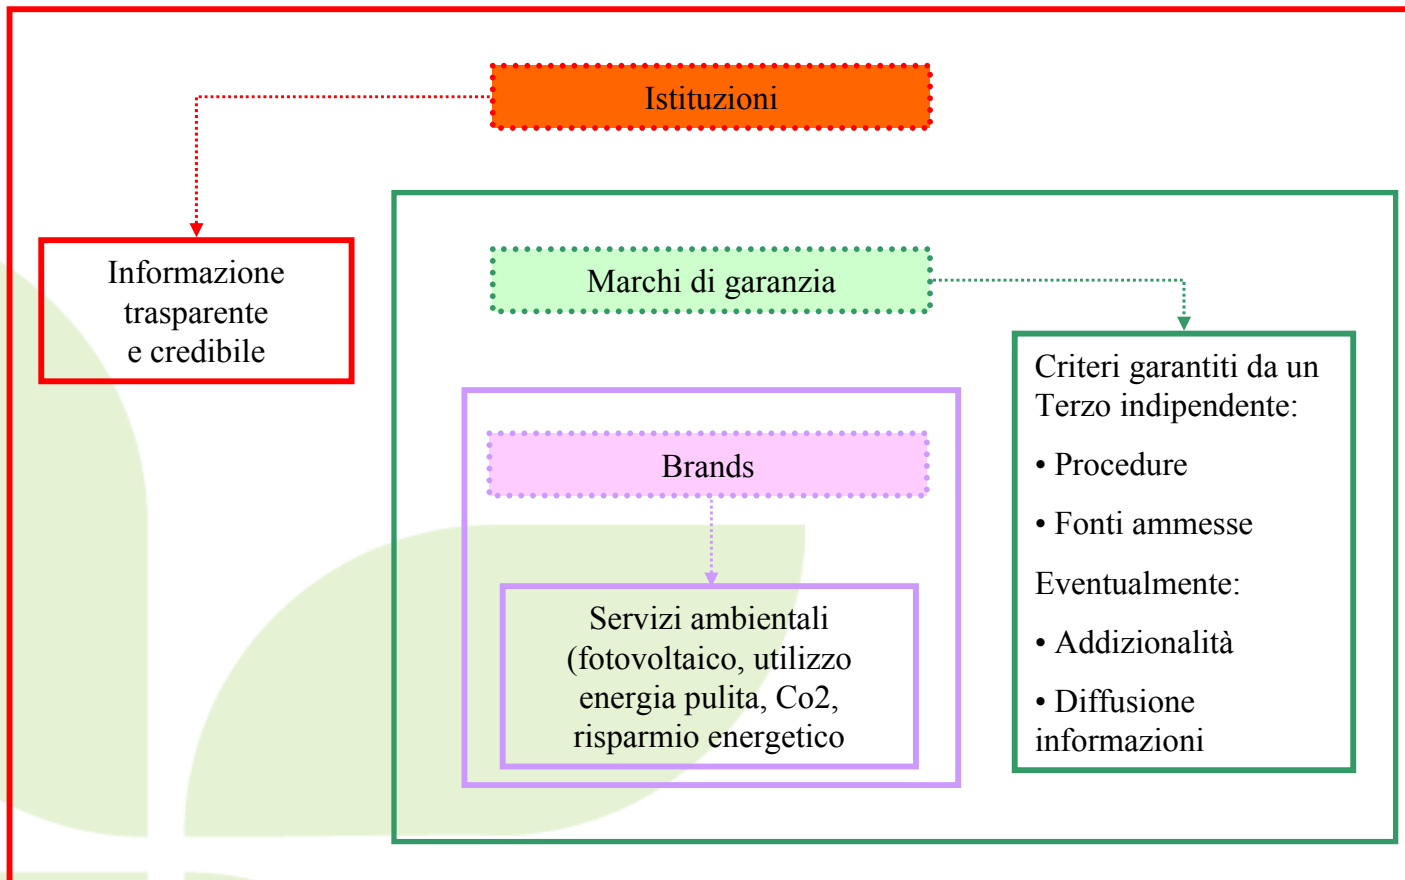 Istituzioni
Informazione
trasparente
e credibile
Marchi di garanzia
Criteri garantiti da un
Terzo indipendente:
• Procedure
• Fonti ammesse
Eventualmente:
• Addizionalità
• Diffusione
informazioni
Brands
Servizi ambientali
(fotovoltaico, utilizzo
energia pulita, Co2,
risparmio energetico